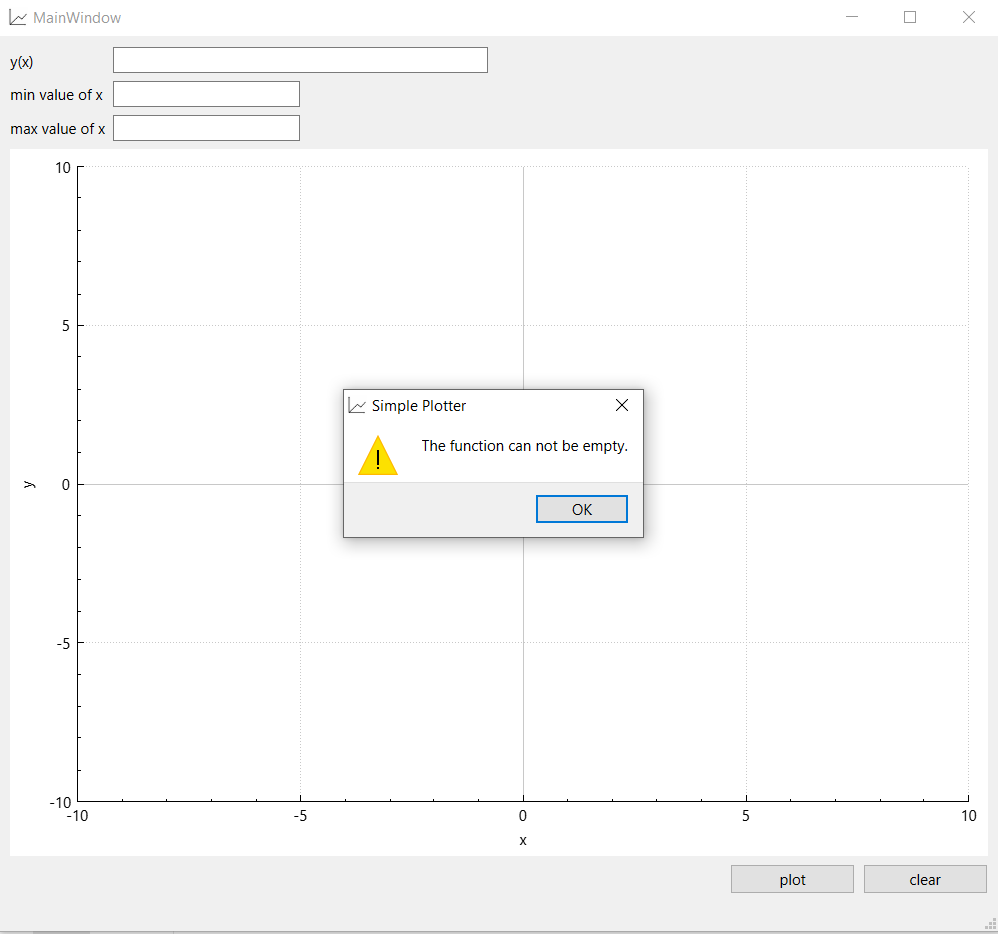 MainWindow
y(x)
min value of x
max value of x
10
5
Simple Plotter
The function can not be empty.
OK
y
0
-5
-10
-10 -5 0 5 10
x
plot clear